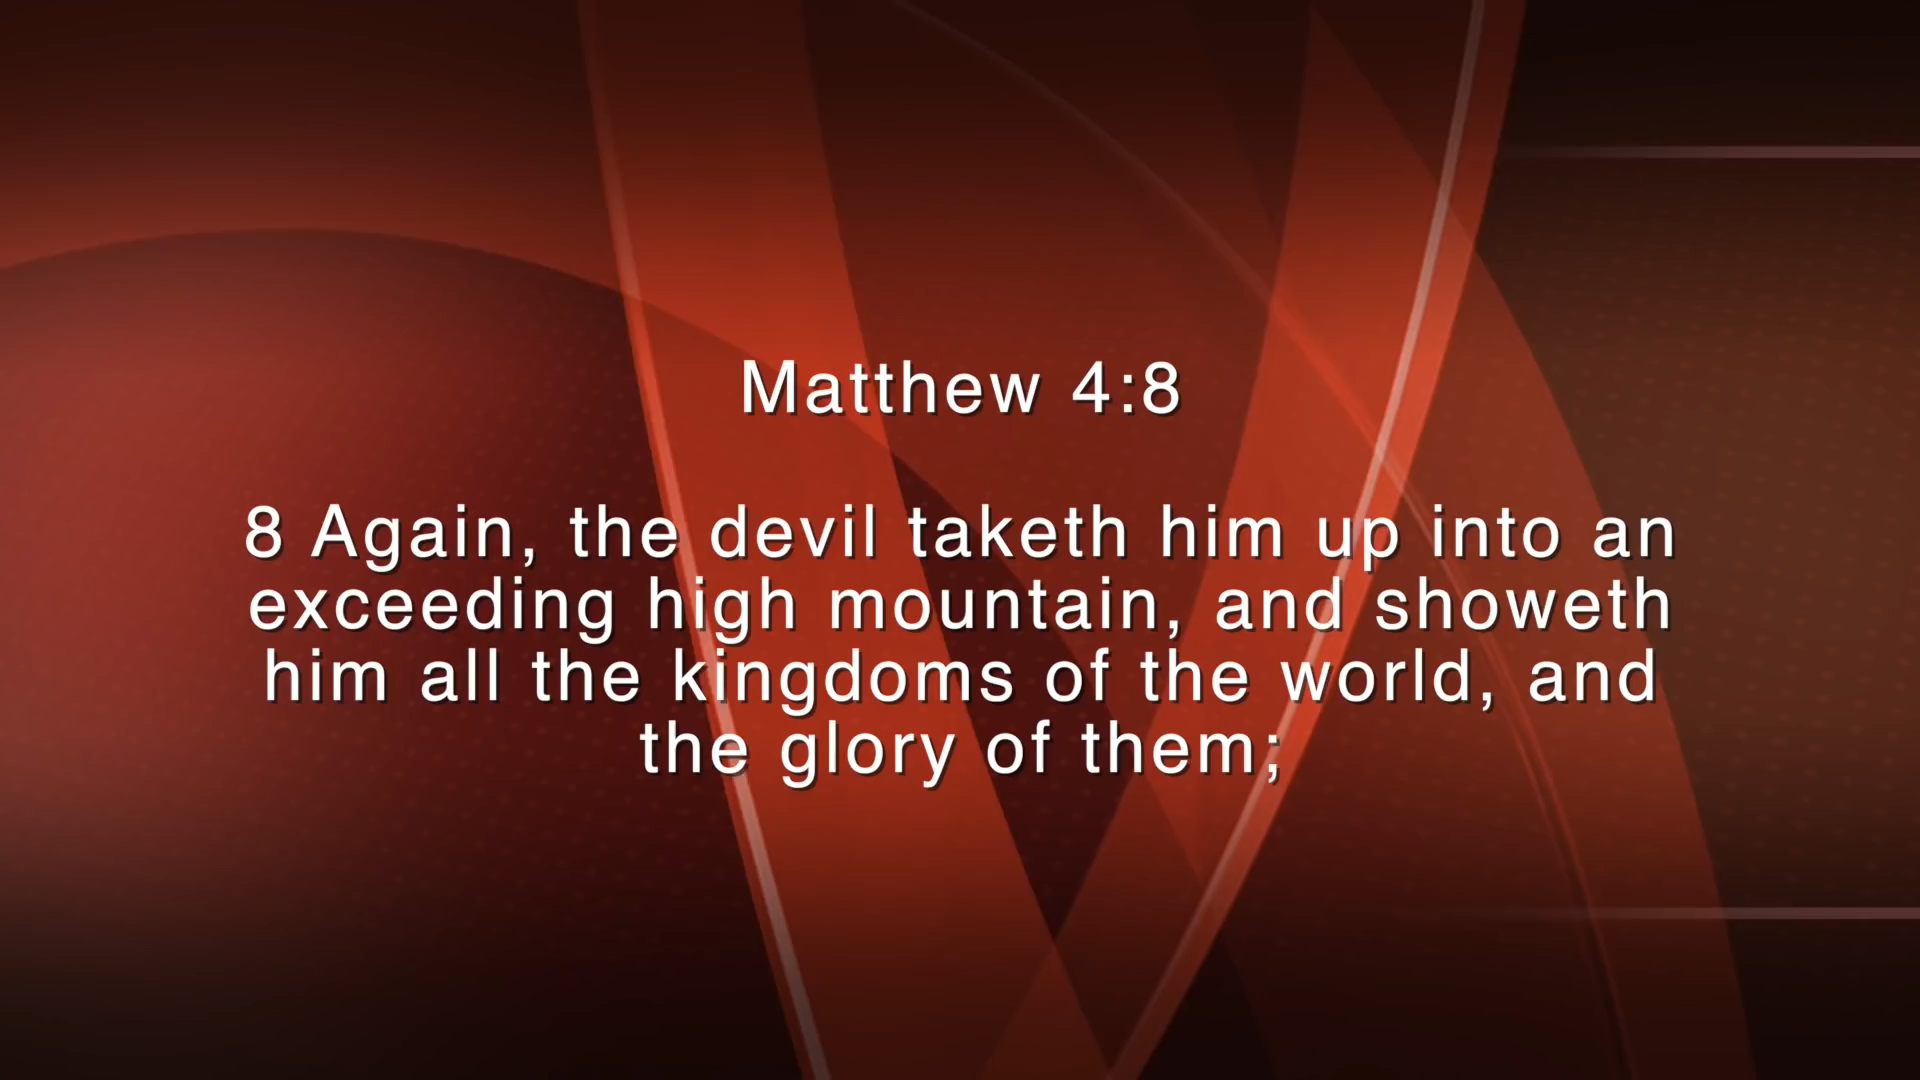 Matthew 4:8
8 Again, the devil taketh him up into an
exceeding high mountain, and showeth
him all the kingdoms of the world, and
the glory of them;